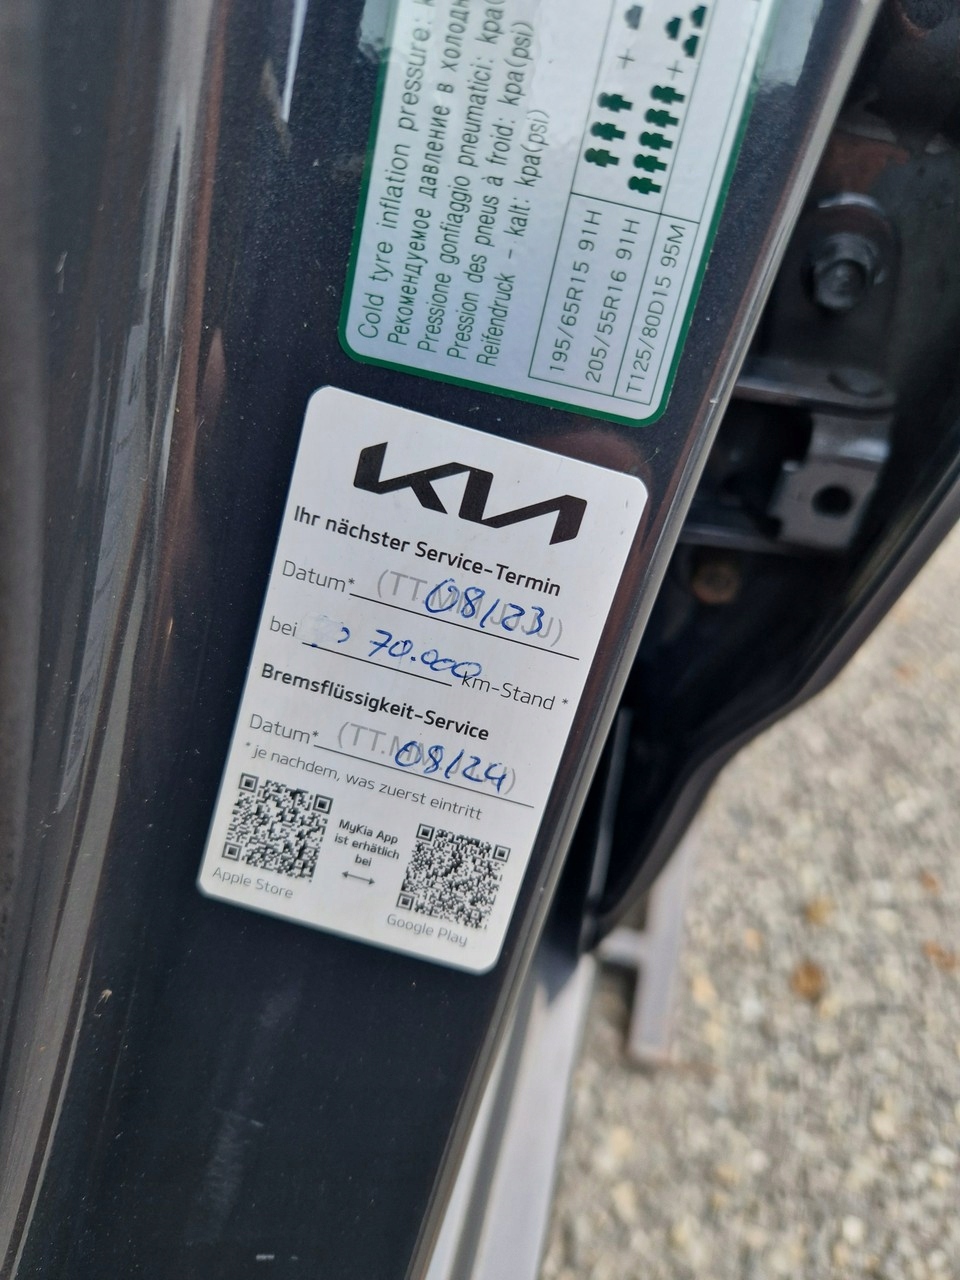 Cold tyre inflation pressure:
Рекомендуемое давление в
Pressione gonfiaggio pneumatici: kpa
Pression des pneus à froid: kpa(psi)
Reifendruck - kalt: kpa(psi)
195/65R15 91H
205/55R16 91H
T125/80D15 95M
KIA
Ihr nächster Service-Termin
Datum* 08/23
bei 70.000 km-Stand *
Bremsflüssigkeit-Service
Datum* 08/24
* je nachdem, was zuerst eintritt
MyKia App
ist erhätlich
bei
Apple Store
Google Play